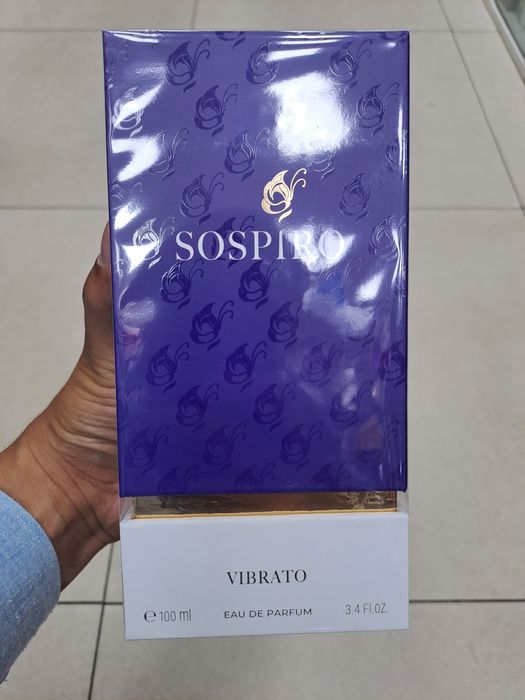 SOSPIRO
VIBRATO
℮ 100 ml EAU DE PARFUM 3.4 Fl.OZ.